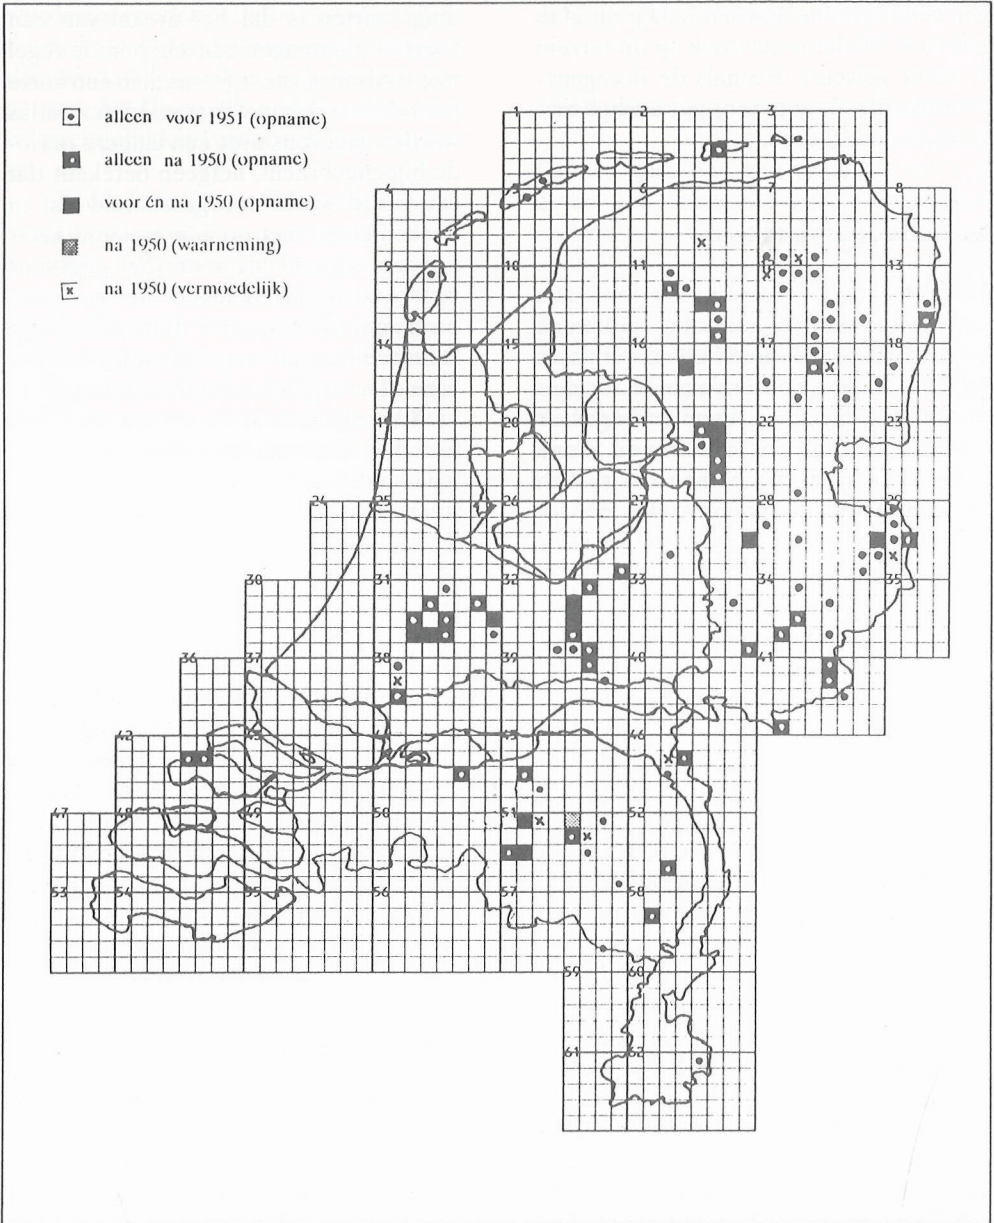 alleen voor 1951 (opname)
alleen na 1950 (opname)
voor én na 1950 (opname)
na 1950 (waarneming)
na 1950 (vermoedelijk)
1 2 3
4 5 7 8
9 10 11 13
14 15 16 17 18
20 21 22
24 25 26 27 28 29
30 31 32 33 34 35
36 37 38 39 40 41
42 43 45 46
47 48 49 50 51 52
53 54 55 56 57 58
59 60
61 62